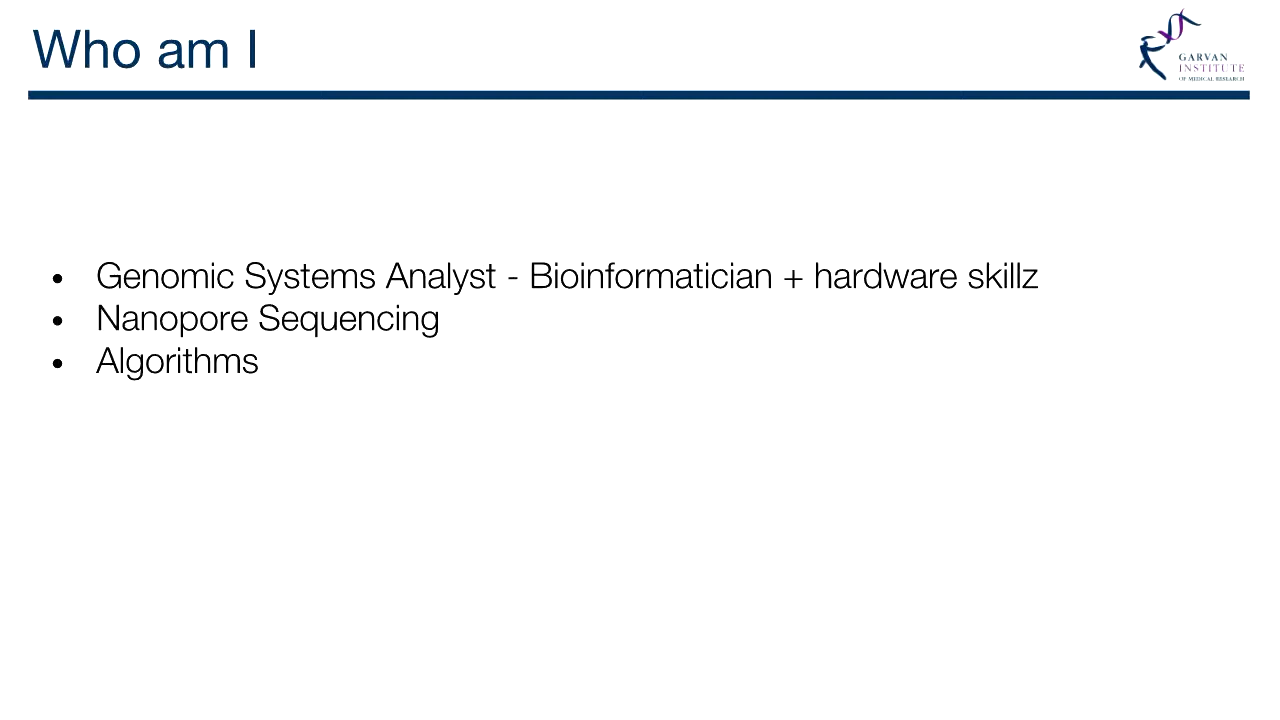 Who am I
GARVAN
INSTITUTE
OF MEDICAL RESEARCH
• Genomic Systems Analyst - Bioinformatician + hardware skillz
• Nanopore Sequencing
• Algorithms